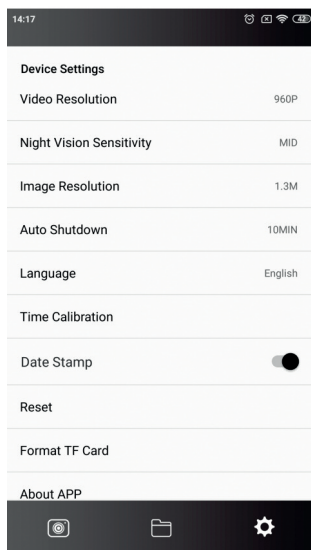 14:17
42
Device Settings
Video Resolution 960P
Night Vision Sensitivity MID
Image Resolution 1.3M
Auto Shutdown 10MIN
Language English
Time Calibration
Date Stamp
Reset
Format TF Card
About APP